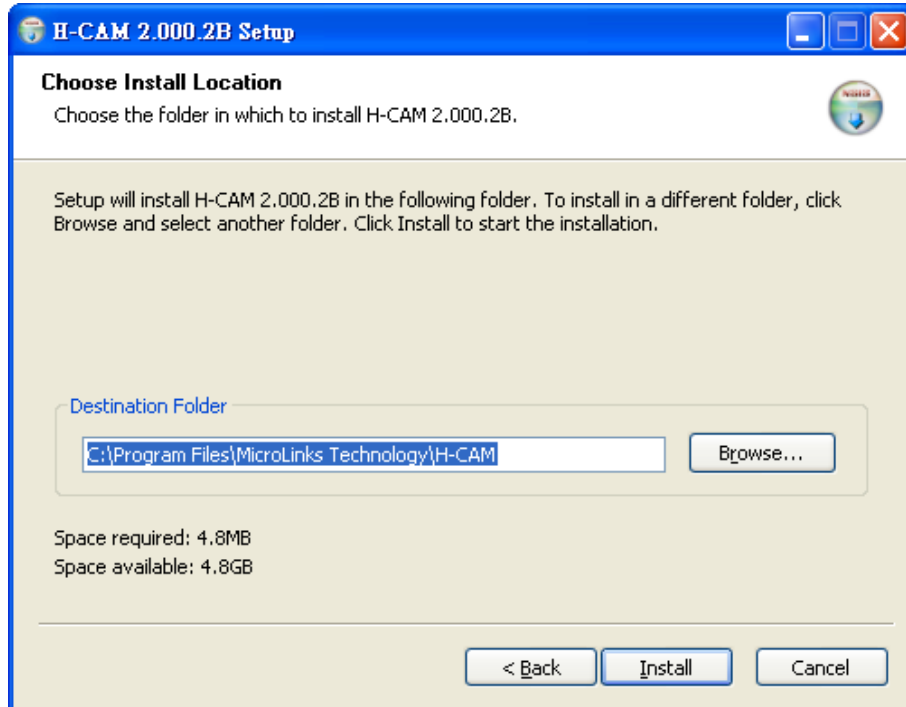 H-CAM 2.000.2B Setup
Choose Install Location
Choose the folder in which to install H-CAM 2.000.2B.
Setup will install H-CAM 2.000.2B in the following folder. To install in a different folder, click
Browse and select another folder. Click Install to start the installation.
Destination Folder
C:\Program Files\MicroLinks Technology\H-CAM
Browse...
Space required: 4.8MB
Space available: 4.8GB
< Back
Install
Cancel